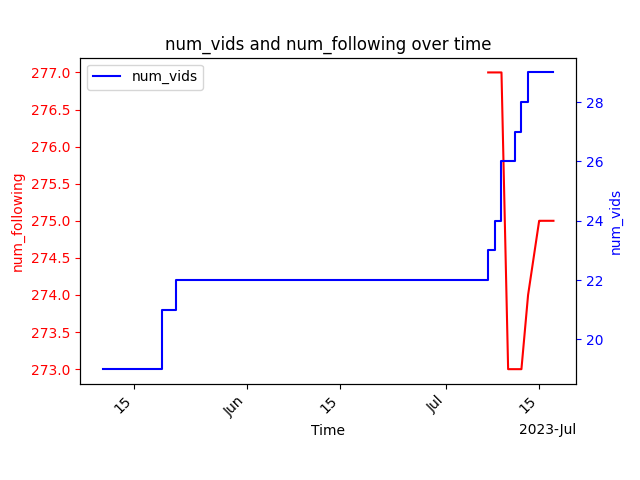 num_vids and num_following over time
num_vids
277.0
276.5
276.0
275.5
275.0
274.5
274.0
273.5
273.0
num_following
28
26
24
22
20
num_vids
15
Jun
15
Jul
15
Time
2023-Jul